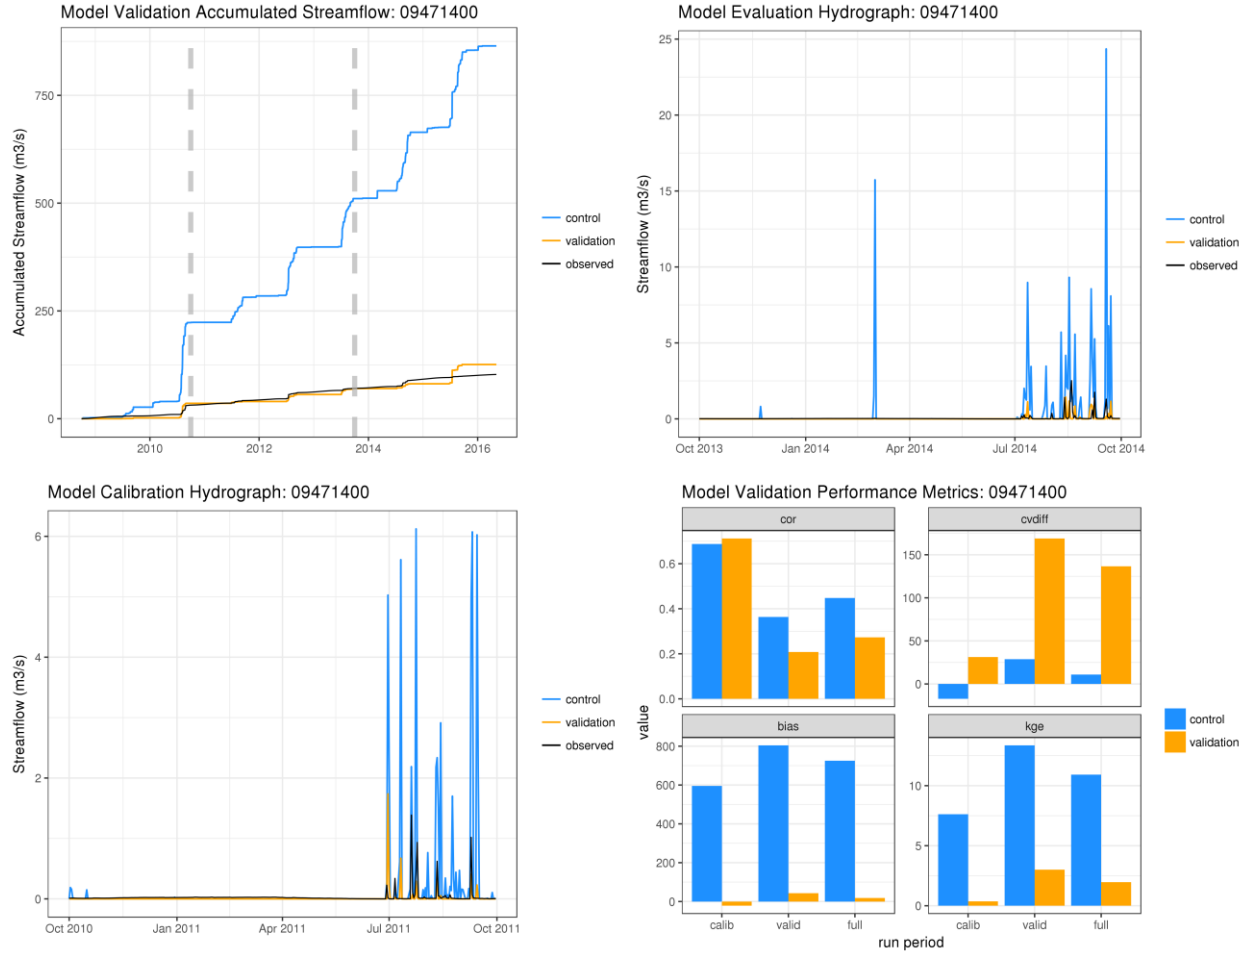 Model Validation Accumulated Streamflow: 09471400
Accumulated Streamflow (m3/s)
750
500
250
0
2010 2012 2014 2016
control
validation
observed
Model Evaluation Hydrograph: 09471400
Streamflow (m3/s)
25
20
15
10
5
0
Oct 2013 Jan 2014 Apr 2014 Jul 2014 Oct 2014
control
validation
observed
Model Calibration Hydrograph: 09471400
Streamflow (m3/s)
6
4
2
0
Oct 2010 Jan 2011 Apr 2011 Jul 2011 Oct 2011
control
validation
observed
Model Validation Performance Metrics: 09471400
value
cor
0.6
0.4
0.2
0.0
cvdiff
150
100
50
0
bias
800
600
400
200
0
calib valid full
kge
10
5
0
calib valid full
run period
control
validation